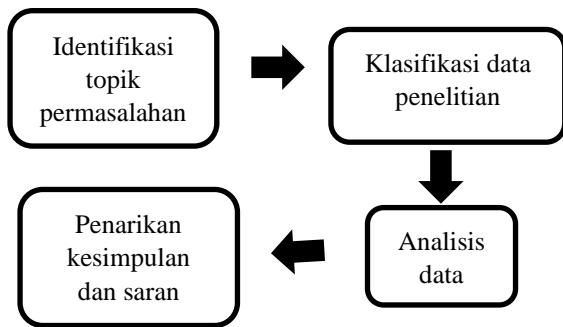 Identifikasi
topik
permasalahan
Klasifikasi data
penelitian
Analisis
data
Penarikan
kesimpulan
dan saran